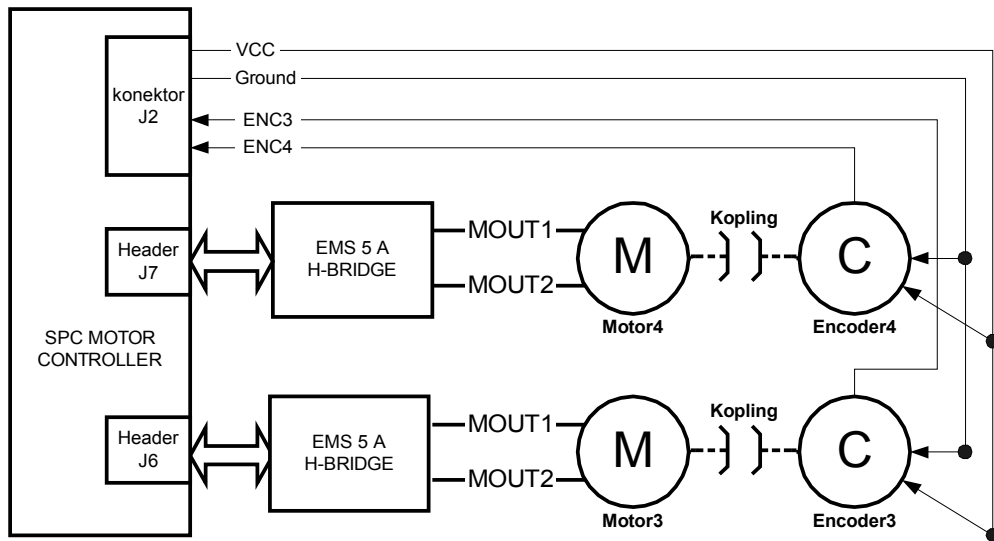 VCC
Ground
konektor
J2
ENC3
ENC4
Header
J7
EMS 5 A
H-BRIDGE
MOUT1
MOUT2
M
Motor4
Kopling
C
Encoder4
SPC MOTOR
CONTROLLER
Header
J6
EMS 5 A
H-BRIDGE
MOUT1
MOUT2
M
Motor3
Kopling
C
Encoder3